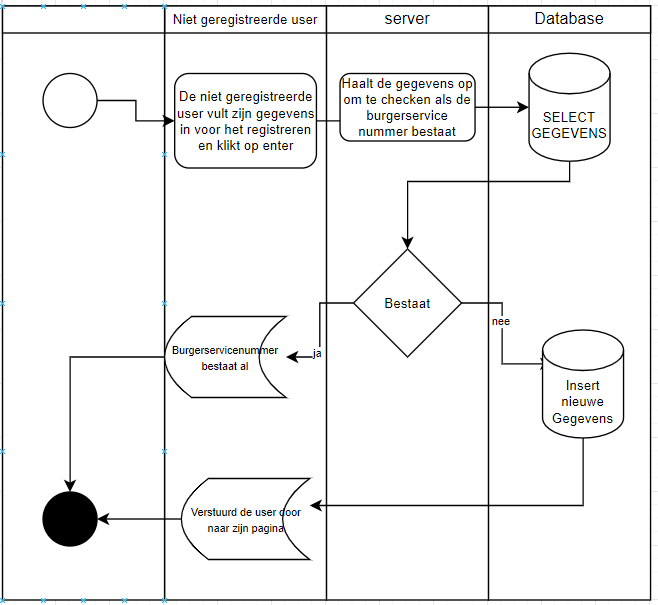 Niet geregistreerde user
server
Database
De niet geregistreerde
user vult zijn gegevens
in voor het registreren
en klikt op enter
Haalt de gegevens op
om te checken als de
burgerservice
nummer bestaat
SELECT
GEGEVENS
Bestaat
nee
ja
Burgerservicenummer
bestaat al
Insert
nieuwe
Gegevens
Verstuurd de user door
naar zijn pagina